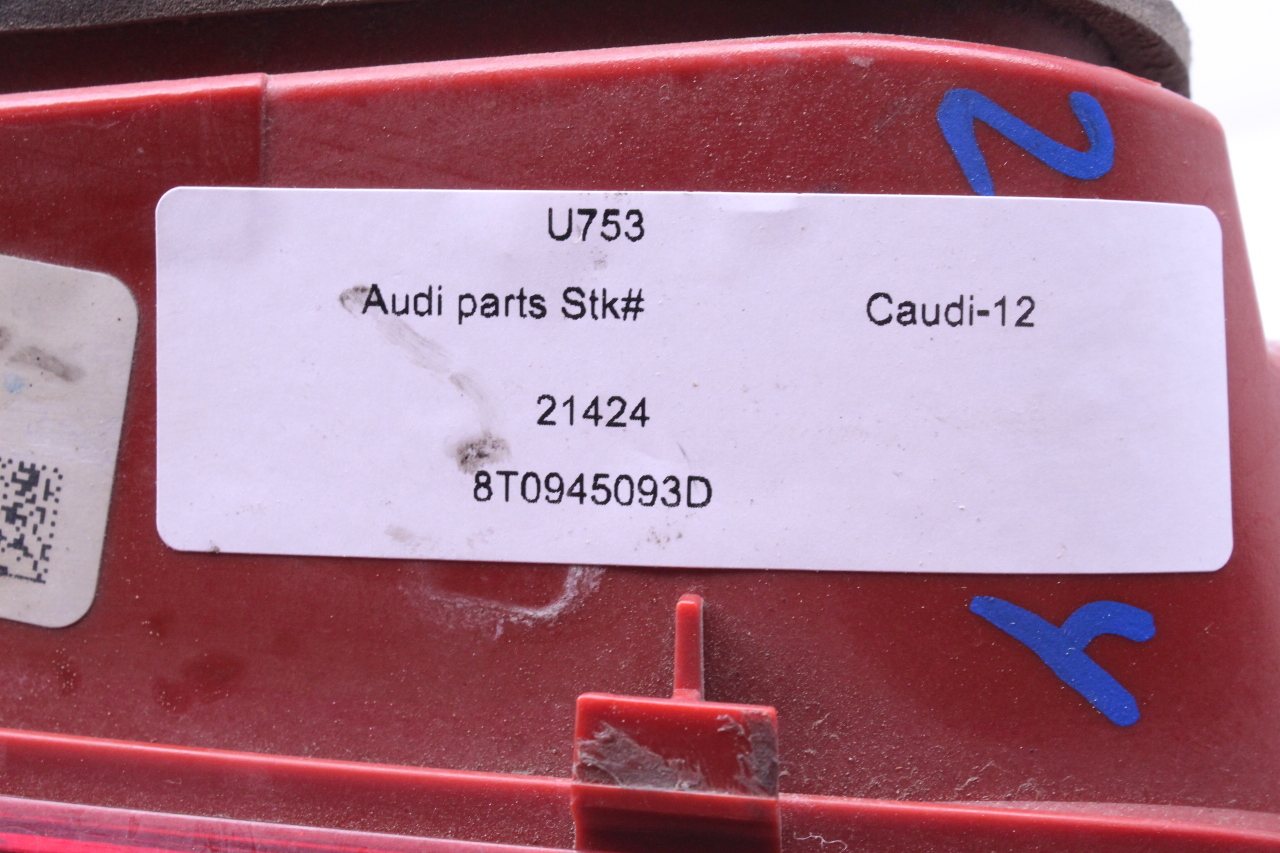 U753
Audi parts Stk# Caudi-12
21424
8T0945093D